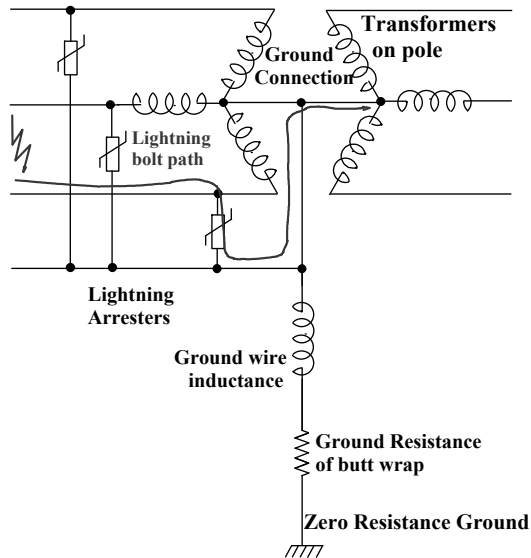 Transformers
on pole
Ground
Connection
Lightning
bolt path
Lightning
Arresters
Ground wire
inductance
Ground Resistance
of butt wrap
Zero Resistance Ground